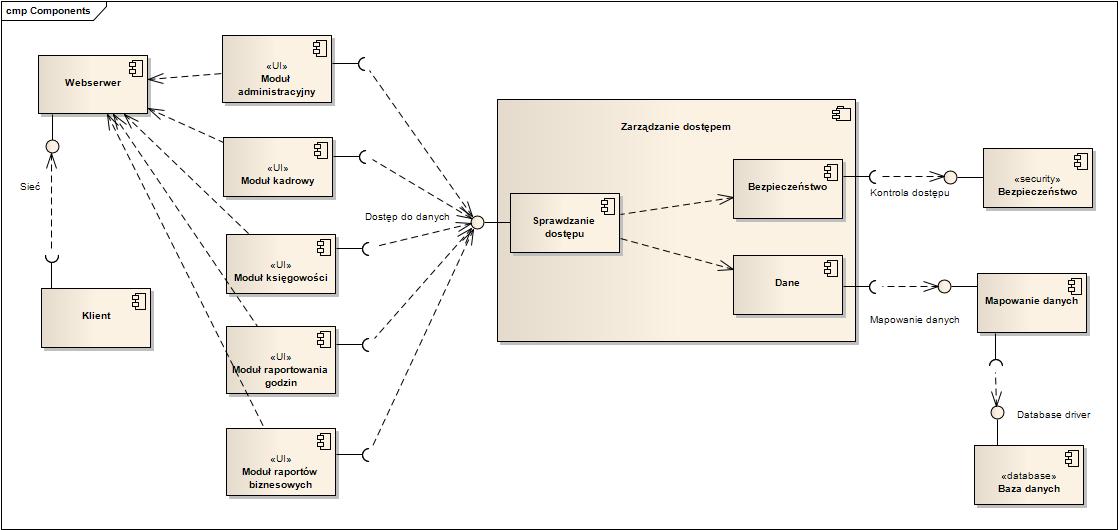 cmp Components
Webserwer
Sieć
Klient
«UI»
Moduł
administracyjny
«UI»
Moduł kadrowy
«UI»
Moduł księgowości
«UI»
Moduł raportowania
godzin
«UI»
Moduł raportów
biznesowych
Dostęp do danych
Zarządzanie dostępem
Sprawdzanie
dostępu
Bezpieczeństwo
Dane
Kontrola dostępu
«security»
Bezpieczeństwo
Mapowanie danych
Mapowanie danych
Database driver
«database»
Baza danych